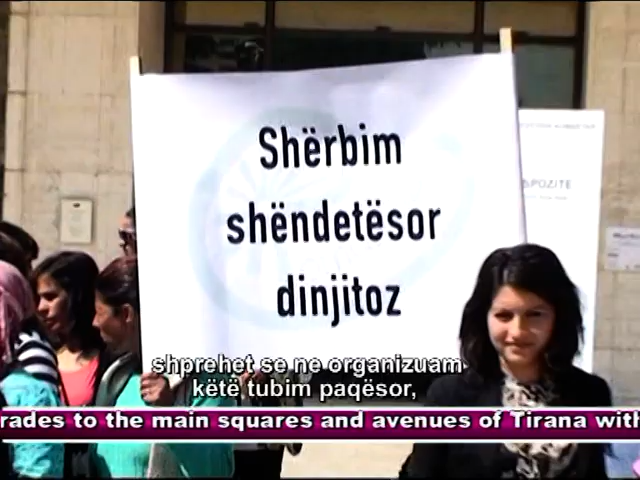 Shërbim
shëndetësor
dinjitoz
SPOZITE
shprehet se ne organizuam
këtë tubim paqësor,
rades to the main squares and avenues of Tirana with